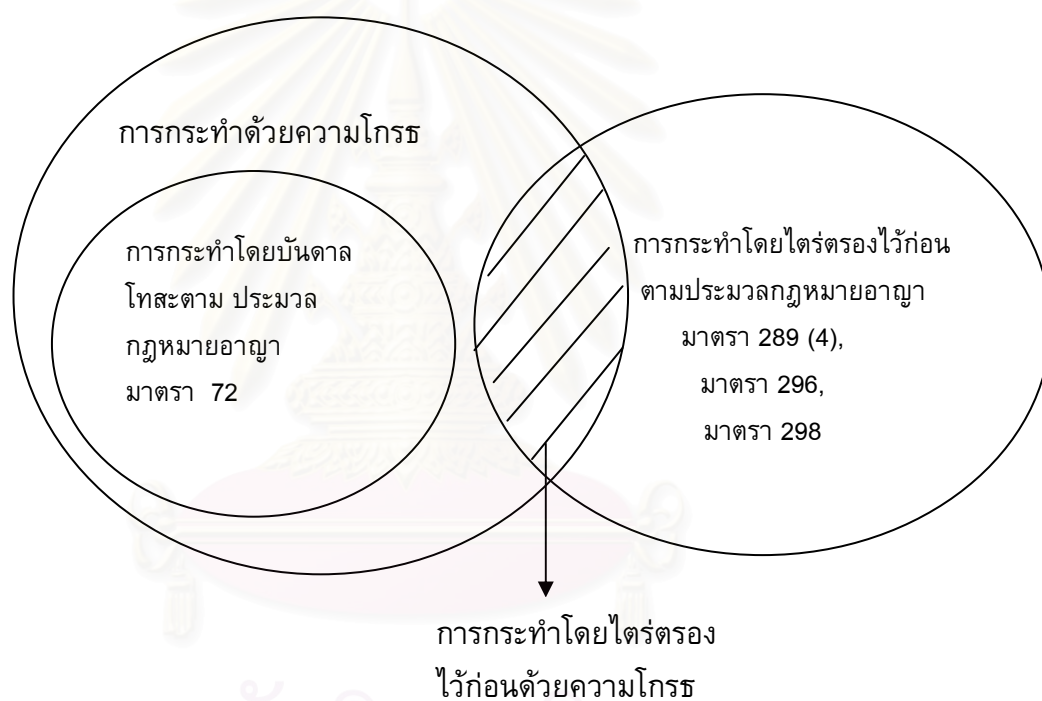 การกระทำด้วยความโกรธ
การกระทำโดยบันดาล
โทสะตาม ประมวล
กฎหมายอาญา
มาตรา 72
การกระทำโดยไตร่ตรองไว้ก่อน
ตามประมวลกฎหมายอาญา
มาตรา 289 (4),
มาตรา 296,
มาตรา 298
การกระทำโดยไตร่ตรอง
ไว้ก่อนด้วยความโกรธ